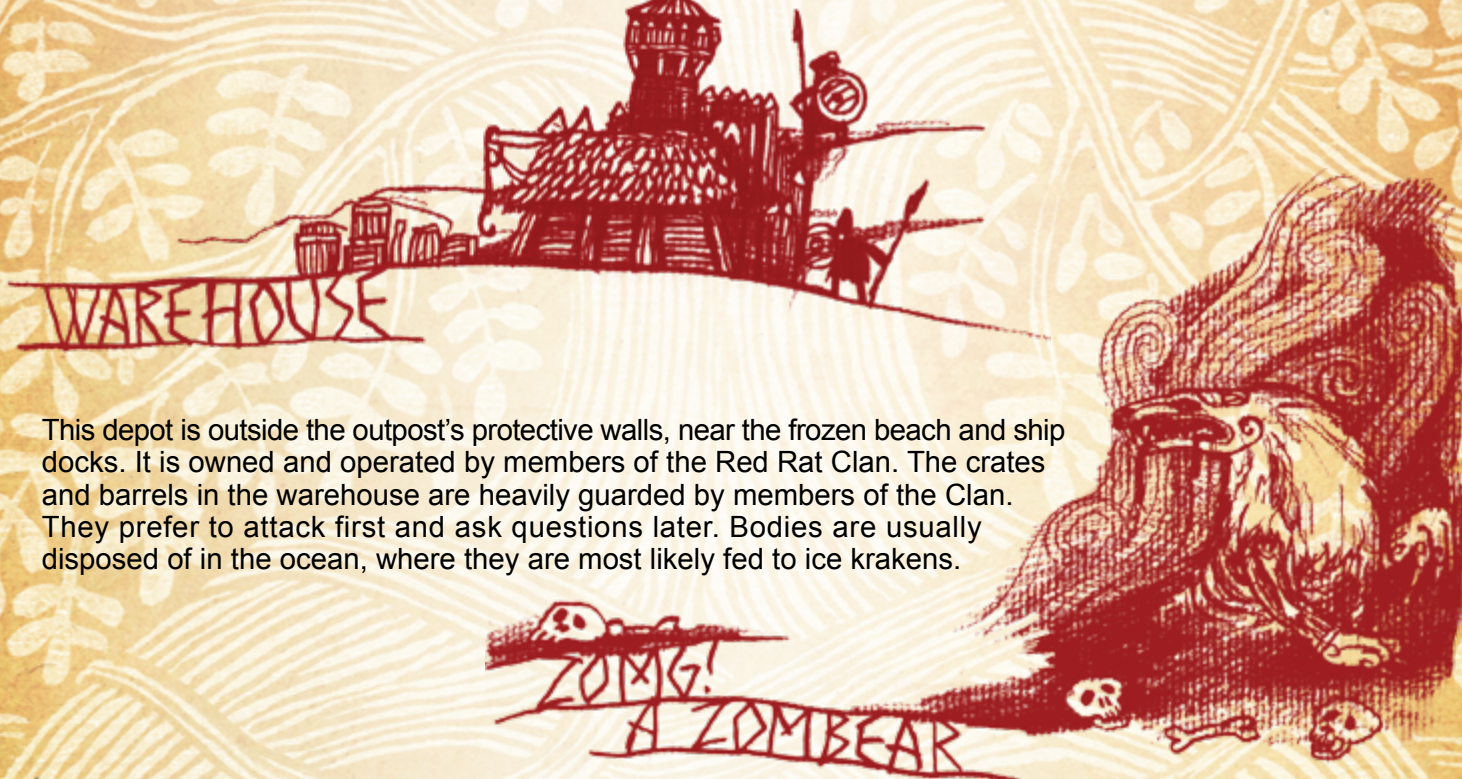 WAREHOUSE
This depot is outside the outpost’s protective walls, near the frozen beach and ship
docks. It is owned and operated by members of the Red Rat Clan. The crates
and barrels in the warehouse are heavily guarded by members of the Clan.
They prefer to attack first and ask questions later. Bodies are usually
disposed of in the ocean, where they are most likely fed to ice krakens.
ZOMG!
A ZOMBEAR